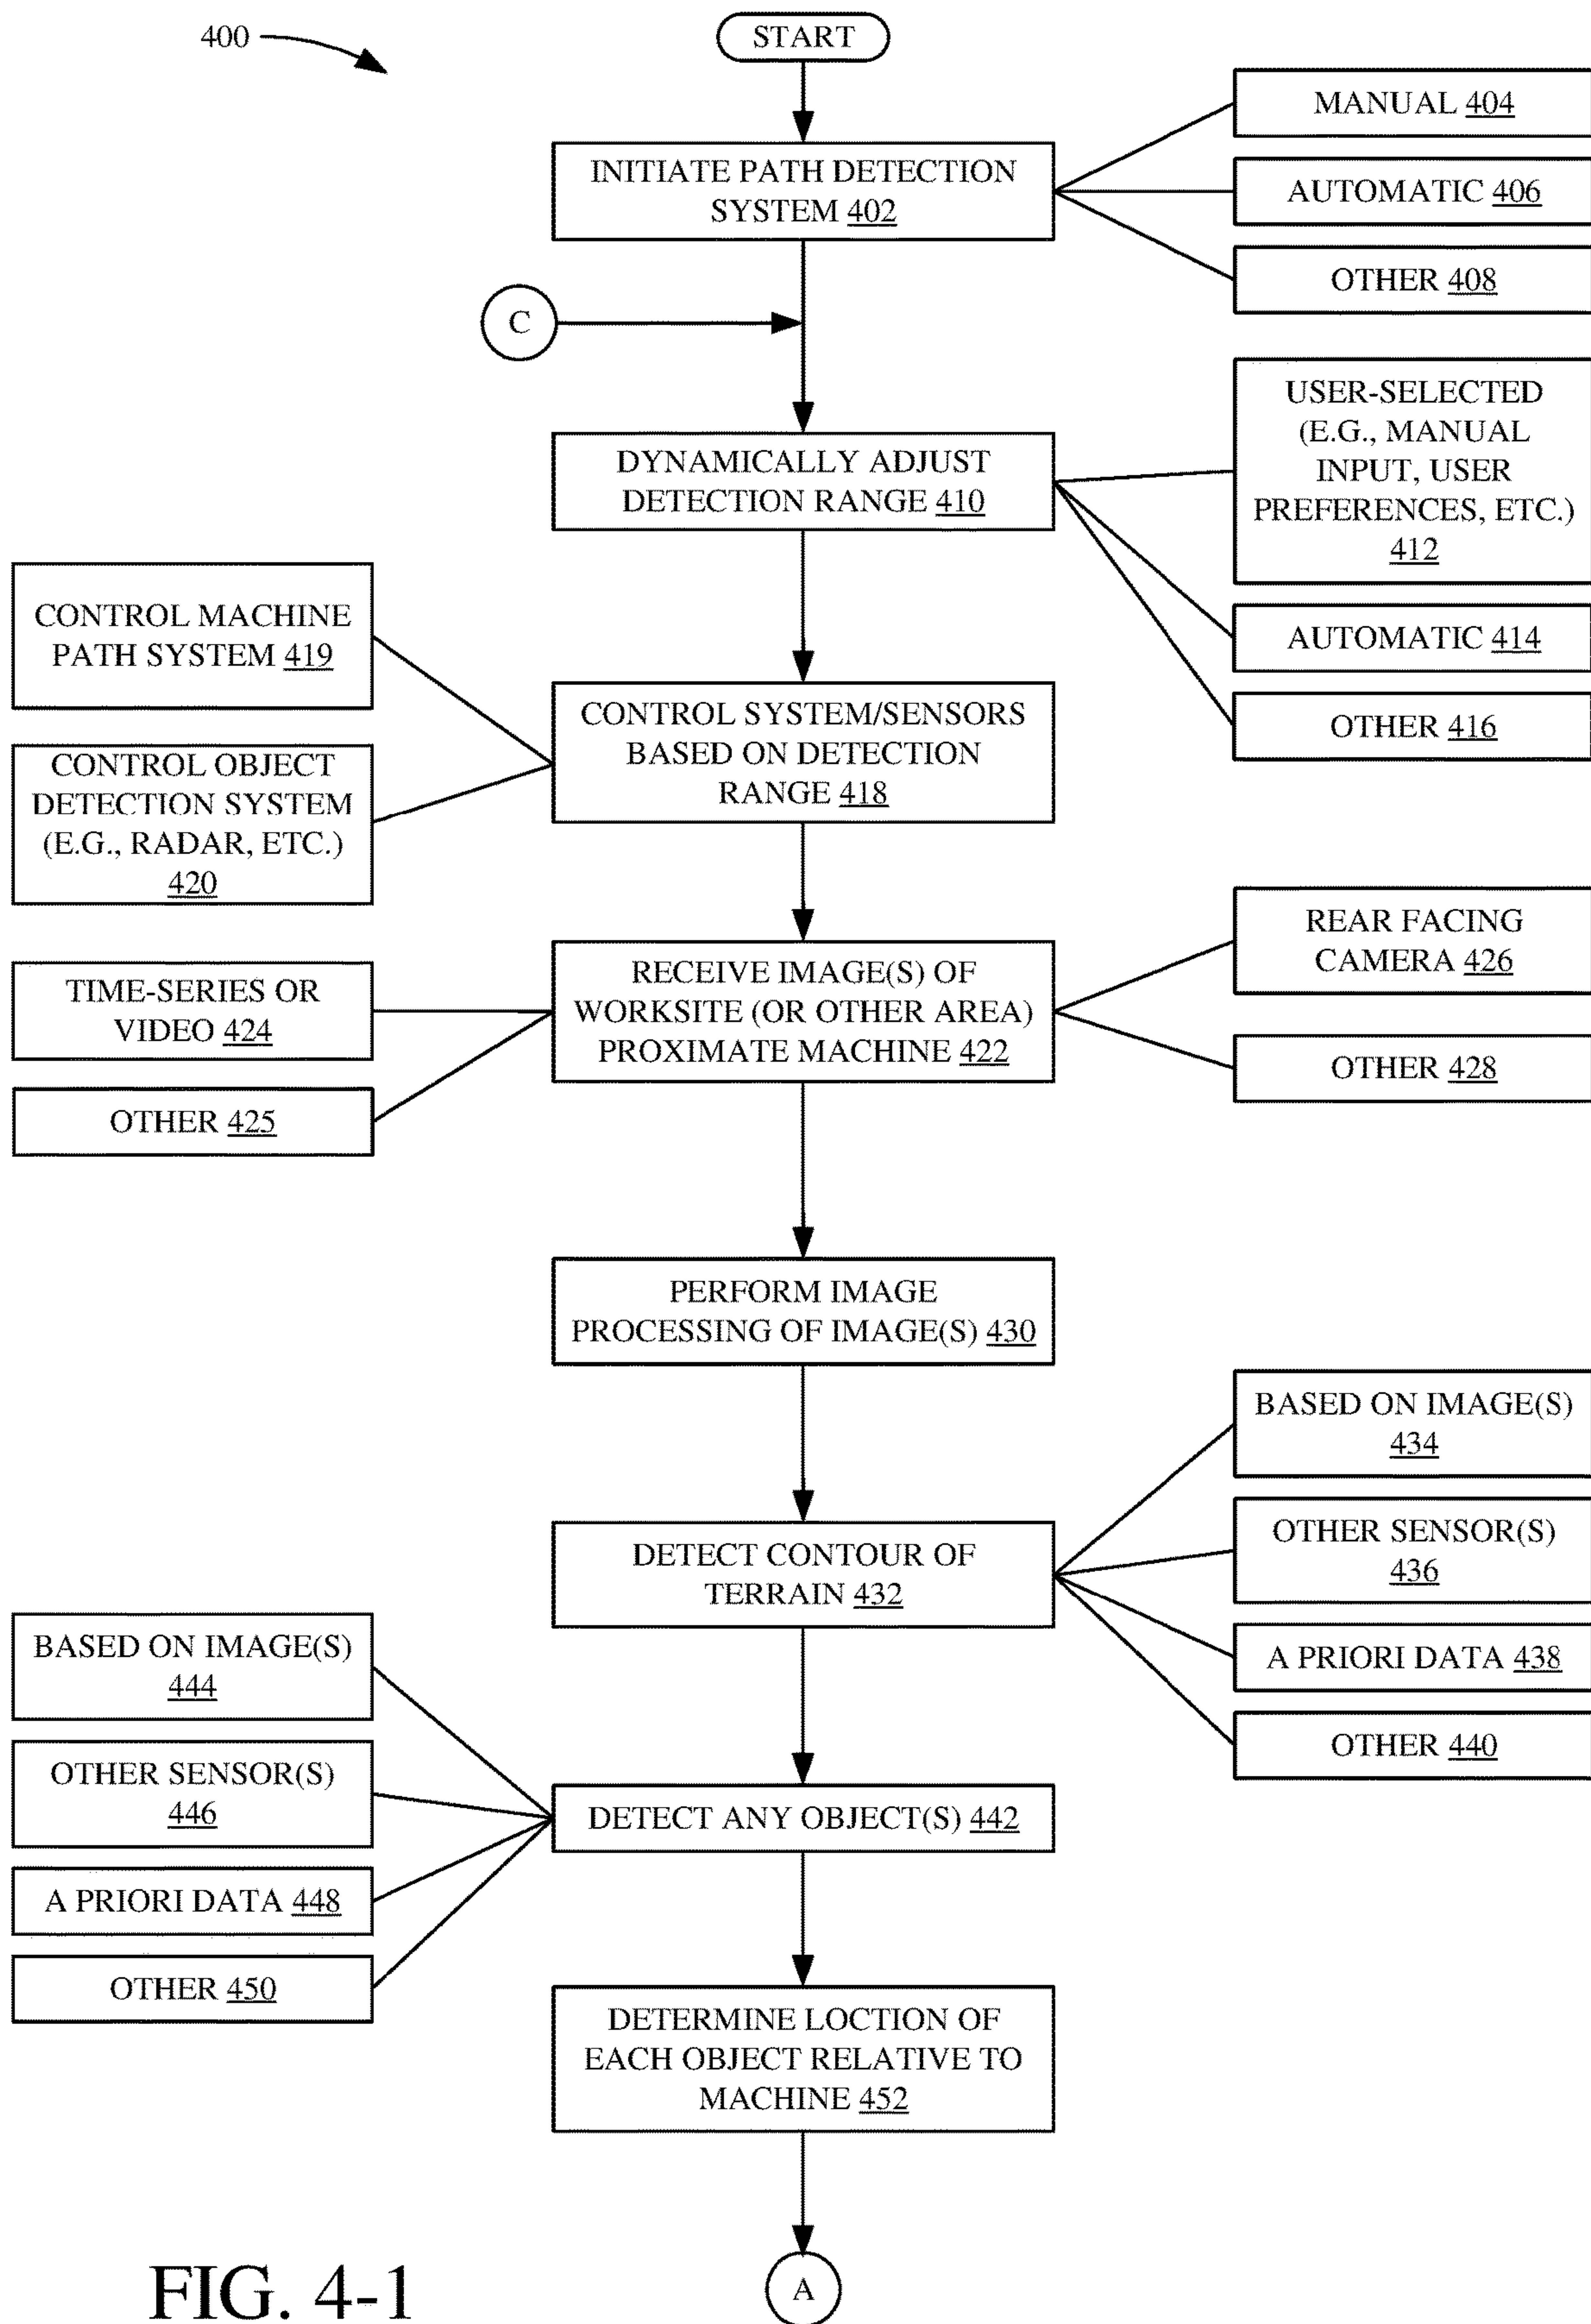 400
START
INITIATE PATH DETECTION
SYSTEM 402
MANUAL 404
AUTOMATIC 406
OTHER 408
C
DYNAMICALLY ADJUST
DETECTION RANGE 410
USER-SELECTED
(E.G., MANUAL
INPUT, USER
PREFERENCES, ETC.)
412
AUTOMATIC 414
OTHER 416
CONTROL MACHINE
PATH SYSTEM 419
CONTROL OBJECT
DETECTION SYSTEM
(E.G., RADAR, ETC.)
420
CONTROL SYSTEM/SENSORS
BASED ON DETECTION
RANGE 418
TIME-SERIES OR
VIDEO 424
OTHER 425
RECEIVE IMAGE(S) OF
WORKSITE (OR OTHER AREA)
PROXIMATE MACHINE 422
REAR FACING
CAMERA 426
OTHER 428
PERFORM IMAGE
PROCESSING OF IMAGE(S) 430
DETECT CONTOUR OF
TERRAIN 432
BASED ON IMAGE(S)
434
OTHER SENSOR(S)
436
A PRIORI DATA 438
OTHER 440
BASED ON IMAGE(S)
444
OTHER SENSOR(S)
446
A PRIORI DATA 448
OTHER 450
DETECT ANY OBJECT(S) 442
DETERMINE LOCTION OF
EACH OBJECT RELATIVE TO
MACHINE 452
A
FIG. 4-1